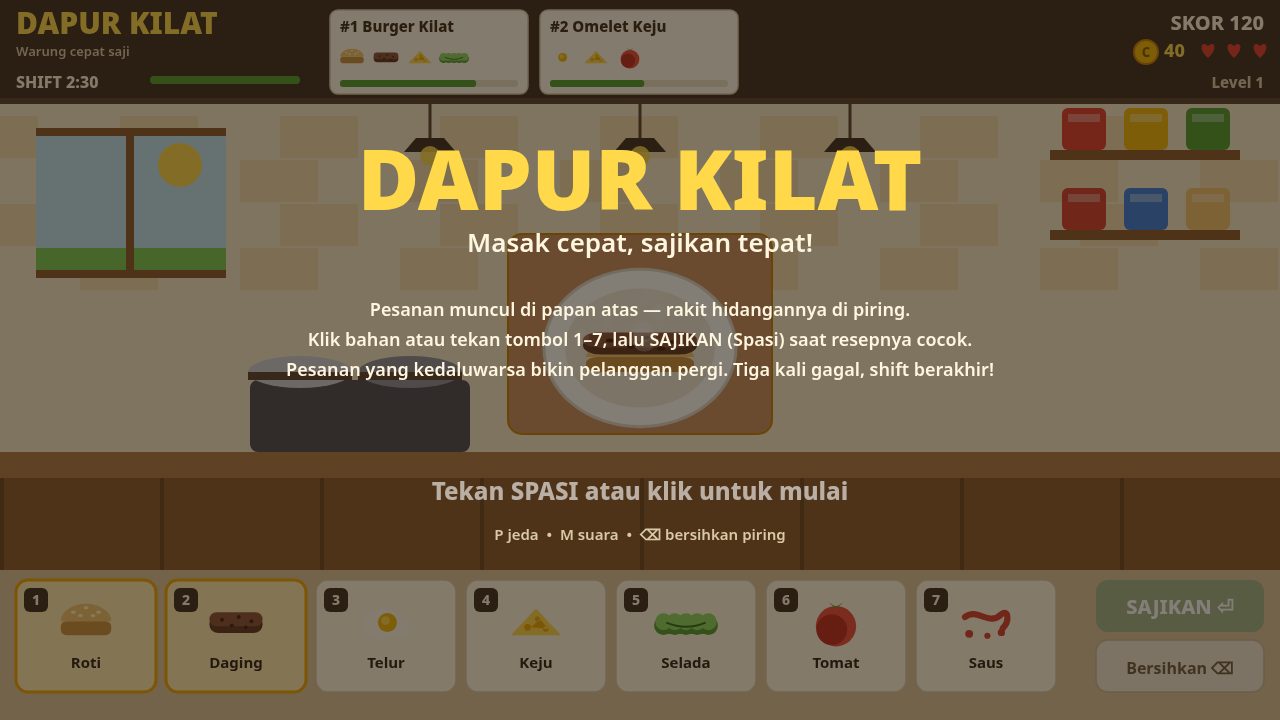 DAPUR KILAT
Warung cepat saji
SHIFT 2:30
#1 Burger Kilat
#2 Omelet Keju
SKOR 120
C 40
Level 1
DAPUR KILAT
Masak cepat, sajikan tepat!
Pesanan muncul di papan atas — rakit hidangannya di piring.
Klik bahan atau tekan tombol 1–7, lalu SAJIKAN (Spasi) saat resepnya cocok.
Pesanan yang kedaluwarsa bikin pelanggan pergi. Tiga kali gagal, shift berakhir!
Tekan SPASI atau klik untuk mulai
P jeda • M suara • ⌫ bersihkan piring
1 Roti
2 Daging
3 Telur
4 Keju
5 Selada
6 Tomat
7 Saus
SAJIKAN ⏎
Bersihkan ⌫